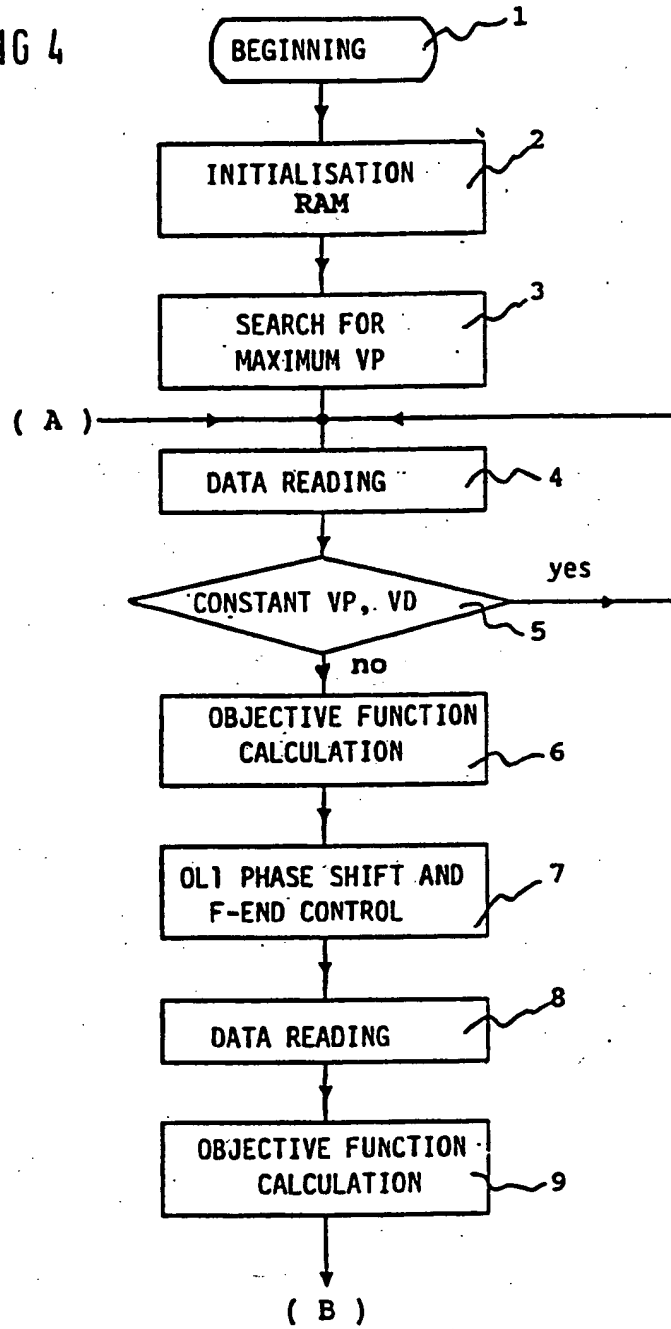 IG 4
1
BEGINNING
2
INITIALISATION
RAM
3
SEARCH FOR
MAXIMUM VP
( A )
DATA READING
4
yes
CONSTANT VP, VD
5
no
OBJECTIVE FUNCTION
CALCULATION
6
OL1 PHASE SHIFT AND
F-END CONTROL
7
8
DATA READING
OBJECTIVE FUNCTION
CALCULATION
9
( B )